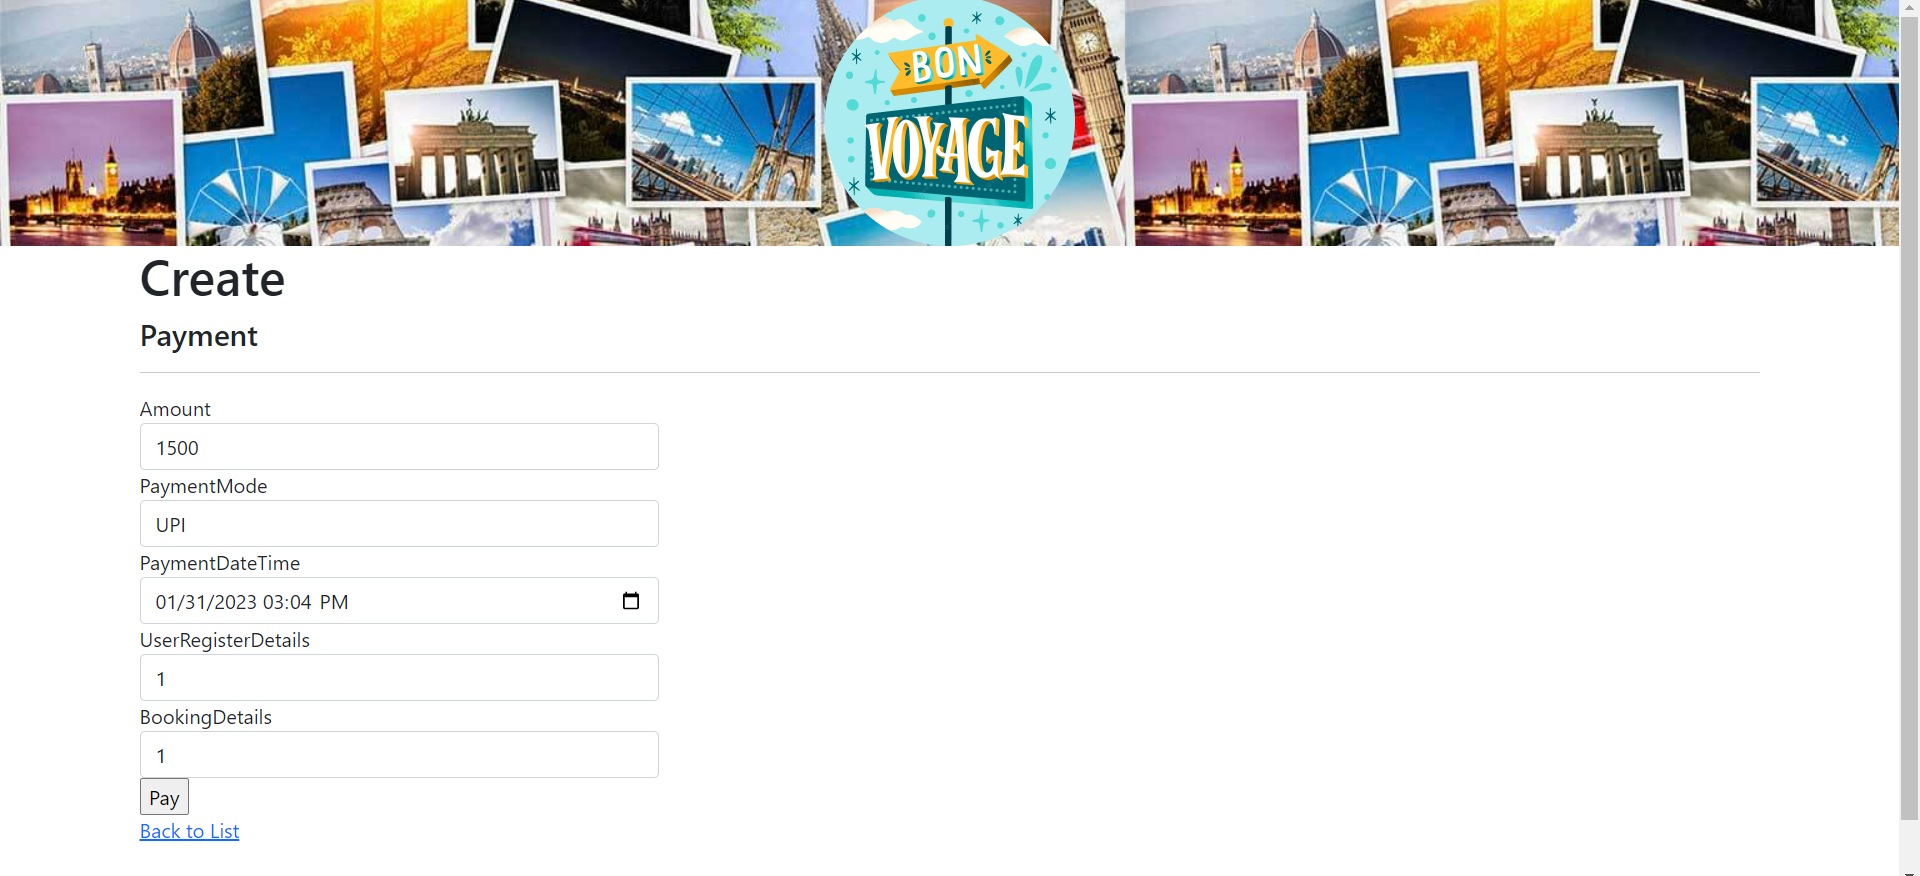 BON
VOYAGE
Create
Payment
Amount
1500
PaymentMode
UPI
PaymentDateTime
01/31/2023 03:04 PM
UserRegisterDetails
1
BookingDetails
1
Pay
Back to List